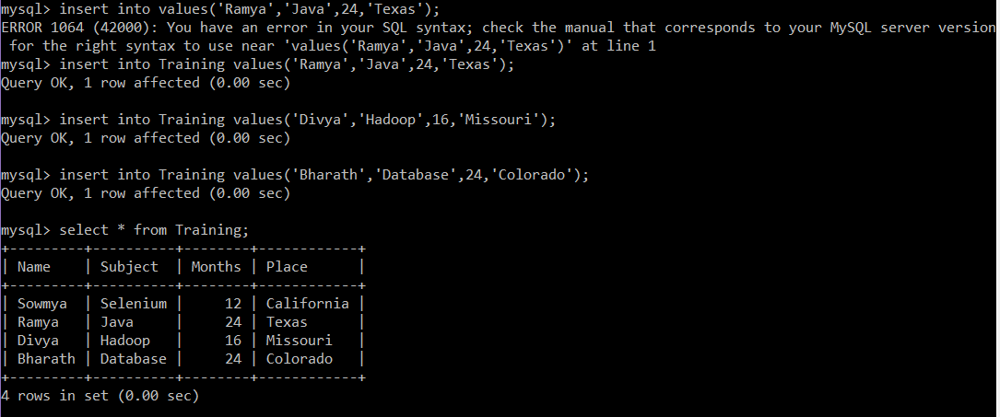 mysql> insert into values('Ramya','Java',24,'Texas');
ERROR 1064 (42000): You have an error in your SQL syntax; check the manual that corresponds to your MySQL server version
 for the right syntax to use near 'values('Ramya','Java',24,'Texas')' at line 1
mysql> insert into Training values('Ramya','Java',24,'Texas');
Query OK, 1 row affected (0.00 sec)

mysql> insert into Training values('Divya','Hadoop',16,'Missouri');
Query OK, 1 row affected (0.00 sec)

mysql> insert into Training values('Bharath','Database',24,'Colorado');
Query OK, 1 row affected (0.00 sec)

mysql> select * from Training;
+---------+----------+--------+------------+
| Name    | Subject  | Months | Place      |
+---------+----------+--------+------------+
| Sowmya  | Selenium |     12 | California |
| Ramya   | Java     |     24 | Texas      |
| Divya   | Hadoop   |     16 | Missouri   |
| Bharath | Database |     24 | Colorado   |
+---------+----------+--------+------------+
4 rows in set (0.00 sec)